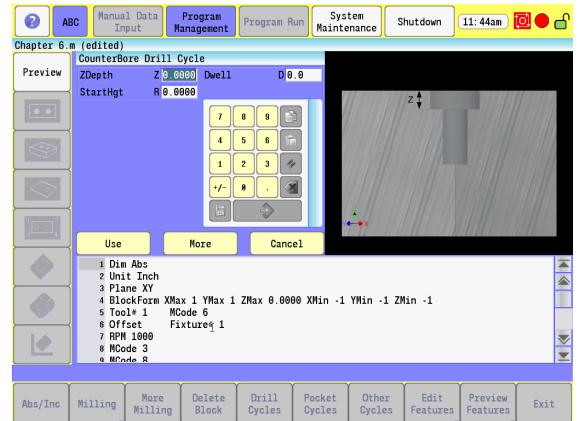 ? ABC Manual Data Input Program Management Program Run System Maintenance Shutdown 11:44am
Chapter 6.m (edited)
Preview
CounterBore Drill Cycle
ZDepth Z 0.0000 Dwell D 0.0
StartHgt R 0.0000
7 8 9
4 5 6
1 2 3
+/- 0 .
Z
Y X
Use More Cancel
1 Dim Abs
2 Unit Inch
3 Plane XY
4 BlockForm XMax 1 YMax 1 ZMax 0.0000 XMin -1 YMin -1 ZMin -1
5 Tool# 1 MCode 6
6 Offset Fixture# 1
7 RPM 1000
8 MCode 3
9 MCode 8
Abs/Inc Milling More Milling Delete Block Drill Cycles Pocket Cycles Other Cycles Edit Features Preview Features Exit